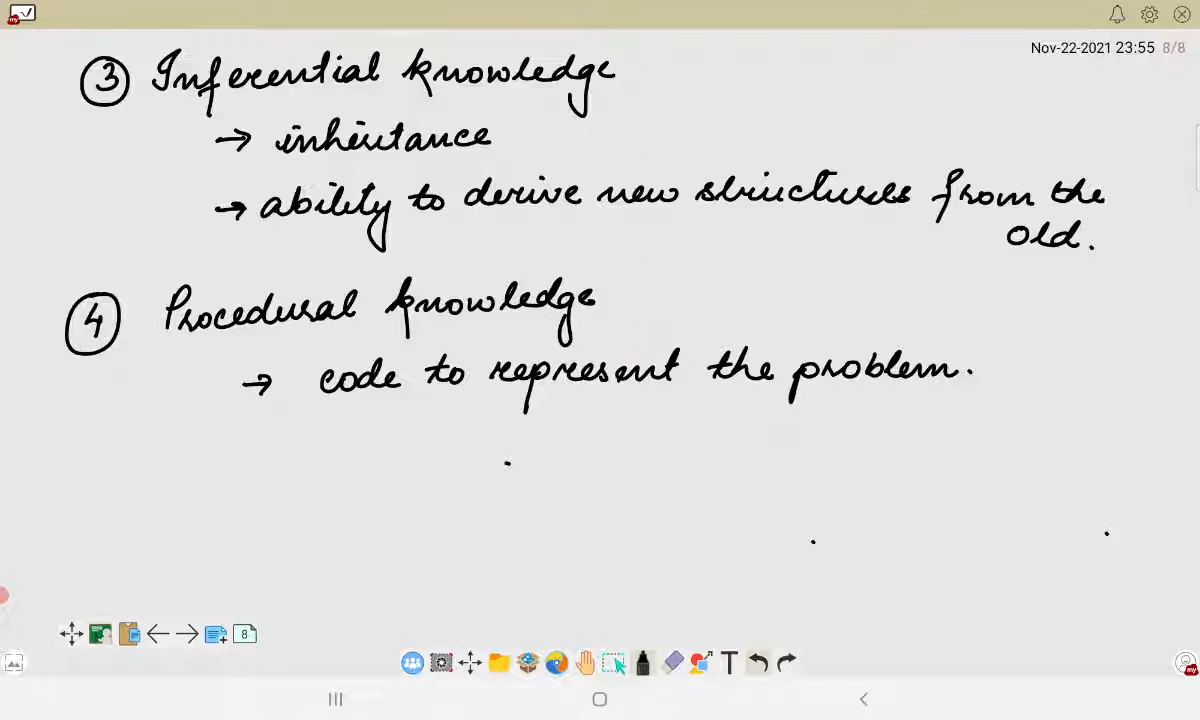 Nov-22-2021 23:55 8/8
③ Inferential knowledge
→ inheritance
→ ability to derive new structures from the
old.
④ Procedural knowledge
→ code to represent the problem.
8
T